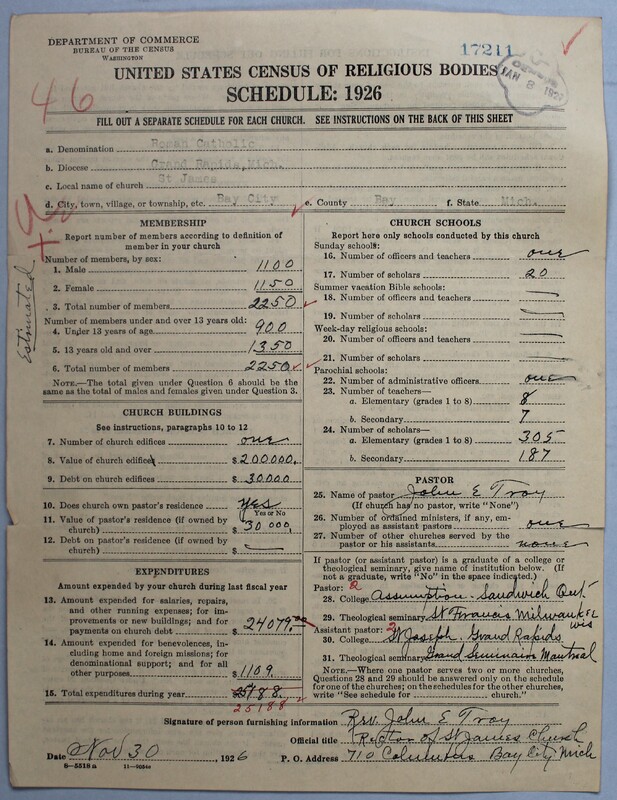 DEPARTMENT OF COMMERCE
BUREAU OF THE CENSUS
WASHINGTON
17211
JAN 8 1927
46
UNITED STATES CENSUS OF RELIGIOUS BODIES
SCHEDULE: 1926
FILL OUT A SEPARATE SCHEDULE FOR EACH CHURCH. SEE INSTRUCTIONS ON THE BACK OF THIS SHEET
a. Denomination Roman Catholic
b. Diocese Grand Rapids, Mich.
c. Local name of church St James
d. City, town, village, or township, etc. Bay City e. County Bay f. State Mich.
Estimated
MEMBERSHIP
Report number of members according to definition of member in your church
Number of members, by sex:
1. Male 1100
2. Female 1150
3. Total number of members 2250
Number of members under and over 13 years old:
4. Under 13 years of age 900
5. 13 years old and over 1350
6. Total number of members 2250
NOTE.—The total given under Question 6 should be
same as the total of males and females given under Question 3.
CHURCH BUILDINGS
See instructions, paragraphs 10 to 12
7. Number of church edifices one
8. Value of church edifices $ 200000.
9. Debt on church edifices $ 30000
10. Does church own pastor's residence yes
Yes or No
11. Value of pastor's residence (if owned by
church) $ 30000,
12. Debt on pastor's residence (if owned by
church) $ —
EXPENDITURES
Amount expended by your church during last fiscal year
13. Amount expended for salaries, repairs,
and other running expenses; for im-
provements or new buildings; and for
payments on church debt $ 24079.
14. Amount expended for benevolences, in-
cluding home and foreign missions; for
denominational support; and for all
other purposes $ 1109.
15. Total expenditures during year $ 25188.
25188
CHURCH SCHOOLS
Report here only schools conducted by this church
Sunday schools:
16. Number of officers and teachers one
17. Number of scholars 20
Summer vacation Bible schools:
18. Number of officers and teachers —
19. Number of scholars —
Week-day religious schools:
20. Number of officers and teachers —
21. Number of scholars —
Parochial schools:
22. Number of administrative officers one
23. Number of teachers—
a. Elementary (grades 1 to 8) 8
b. Secondary 7
24. Number of scholars—
a. Elementary (grades 1 to 8) 305
b. Secondary 187
PASTOR
25. Name of pastor John E Troy
(If church has no pastor, write "None")
26. Number of ordained ministers, if any, em-
ployed as assistant pastors one
27. Number of other churches served by the
pastor or his assistants none
If pastor (or assistant pastor) is a graduate of a college or
theological seminary, give name of institution below. (If
not a graduate, write "No" in the space indicated.)
Pastor: 2
28. College Assumption - Sandwich Ont.
29. Theological seminary St Francis Milwaukee
Wis
Assistant pastor: 2
30. College St Joseph - Grand Rapids
31. Theological seminary Grand Seminaire Montreal
NOTE.—Where one pastor serves two or more churches,
Questions 28 and 29 should be answered only on the schedule
for one of the churches; on the schedules for the other churches,
write "See schedule for church."
Signature of person furnishing information Rev. John E Troy
Official title Rector of St James Church
Date Nov 30, 1926 P. O. Address 710 Columbus Bay City Mich